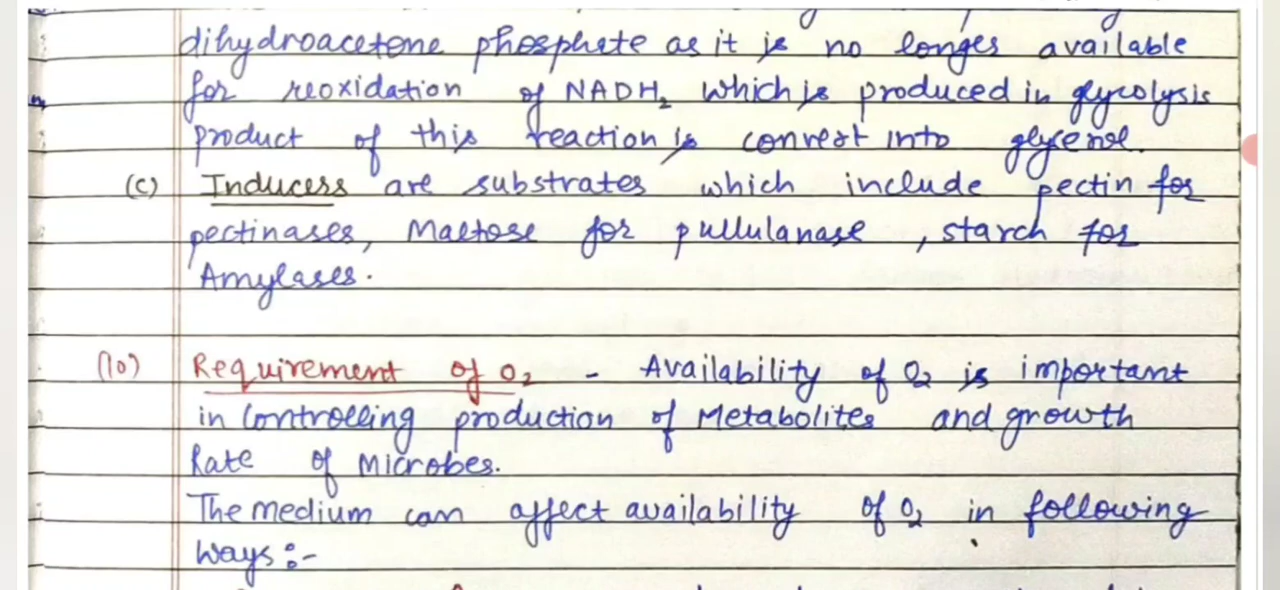 dihydroacetone phosphate as it is no longer available
for reoxidation of NADH₂ which is produced in glycolysis
product of this reaction is convert into glycerol.
(c) Inducers are substrates which include pectin for
pectinases, Maltose for pullulanase, starch for
Amylases.
(10) Requirement of O₂ - Availability of O₂ is important
in controlling production of Metabolites and growth
Rate of Microbes.
The medium can affect availability of O₂ in following
ways :-